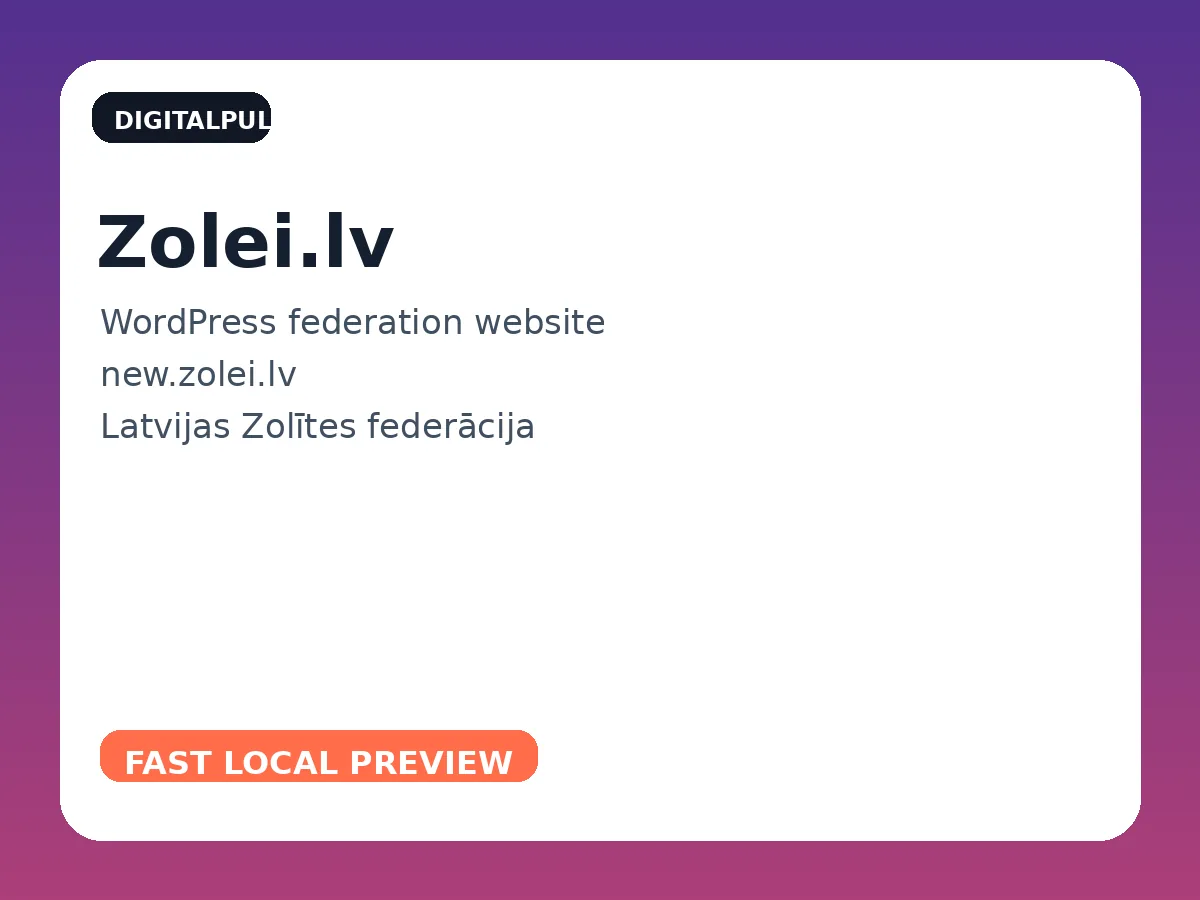 DIGITALPUL
Zolei.lv
WordPress federation website
new.zolei.lv
Latvijas Zolītes federācija
FAST LOCAL PREVIEW